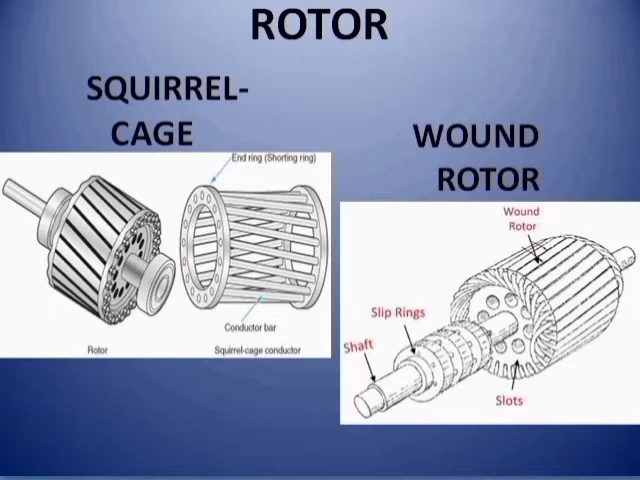 ROTOR
SQUIRREL-
CAGE
WOUND
ROTOR
End ring (Shorting ring)
Conductor bar
Rotor
Squirrel-cage conductor
Wound
Rotor
Slip Rings
Shaft
Slots